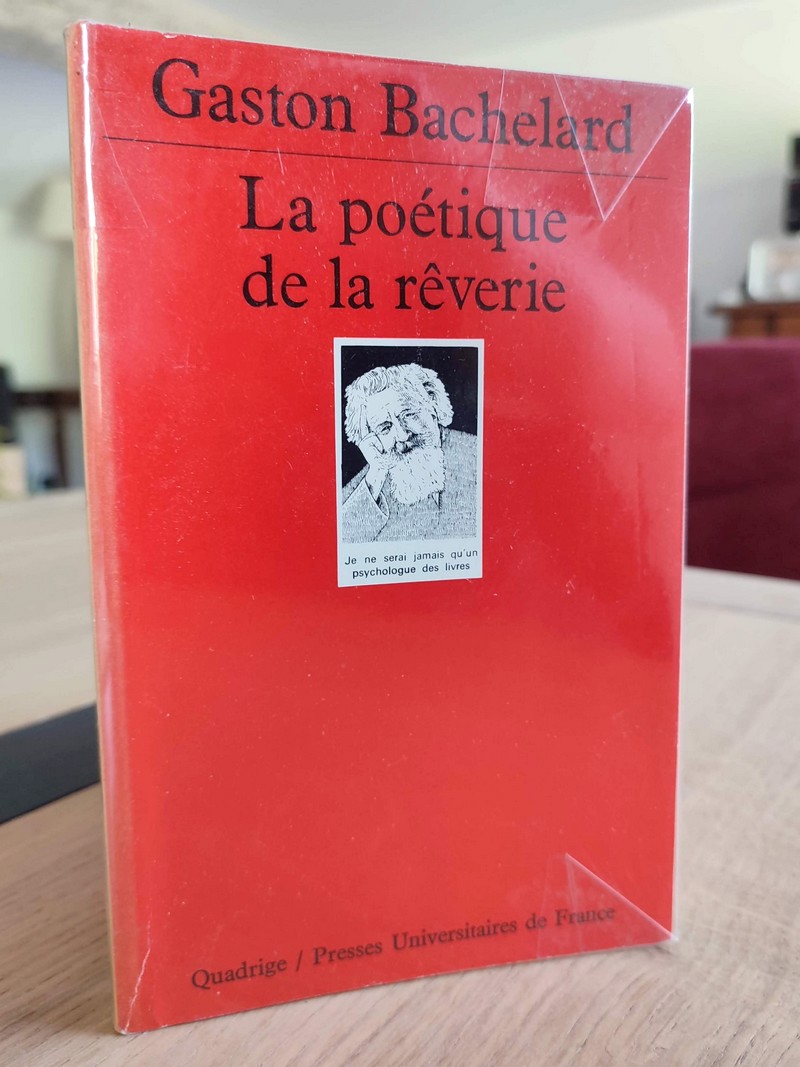 Gaston Bachelard
La poétique
de la rêverie
Je ne serai jamais qu'un
psychologue des livres
Quadrige / Presses Universitaires de France